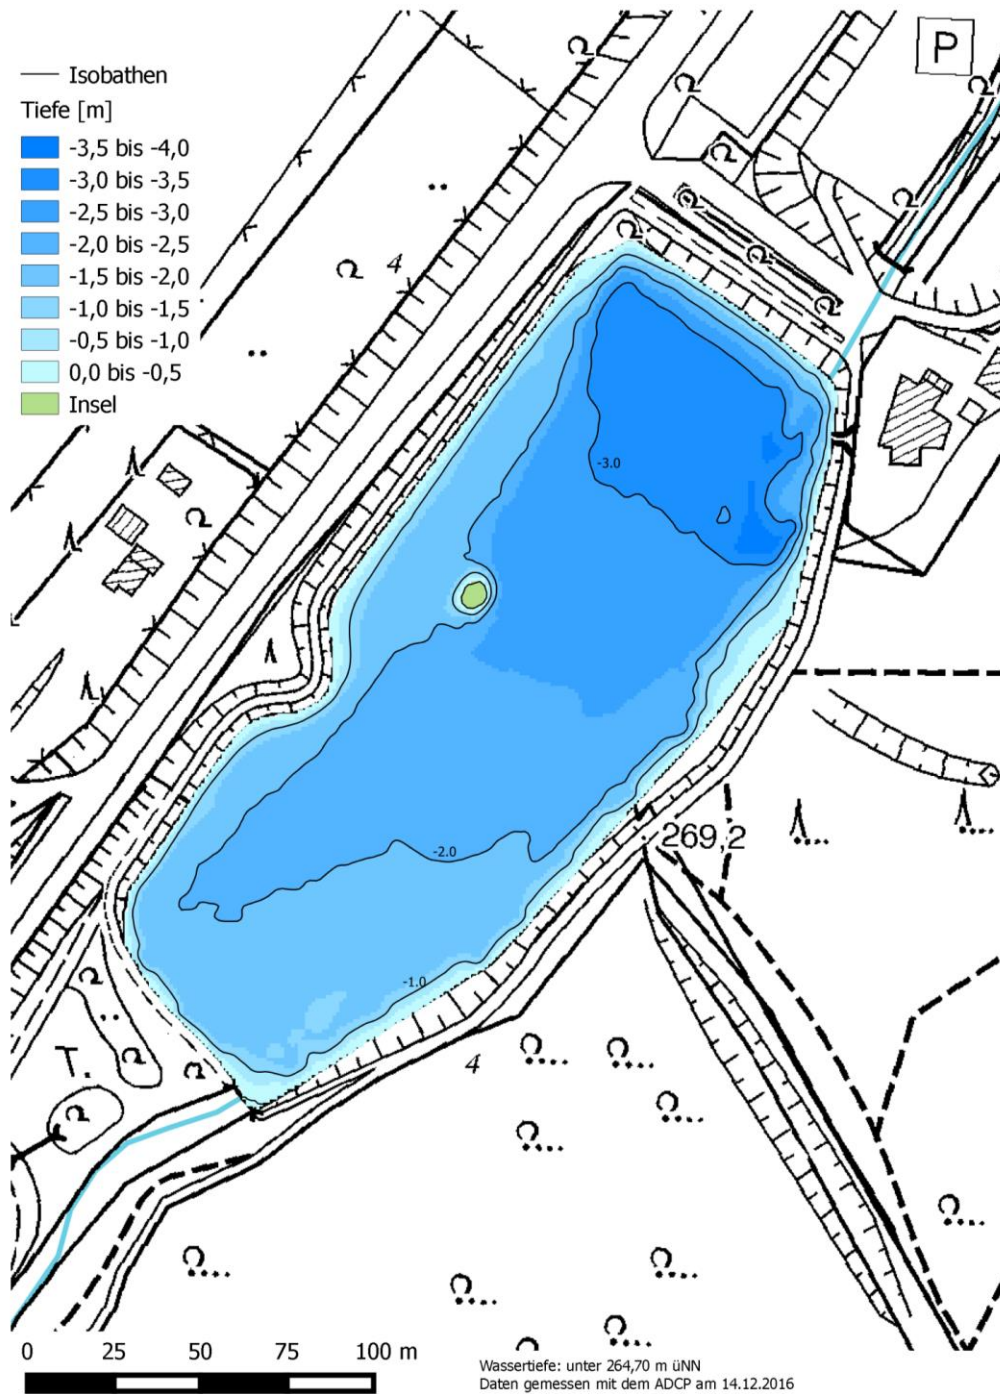 P
Isobathen
Tiefe [m]
-3,5 bis -4,0
-3,0 bis -3,5
-2,5 bis -3,0
-2,0 bis -2,5
-1,5 bis -2,0
-1,0 bis -1,5
-0,5 bis -1,0
0,0 bis -0,5
Insel
4
-3.0
269,2
-2.0
-1.0
T.
4
0 25 50 75 100 m
Wassertiefe: unter 264,70 m üNN
Daten gemessen mit dem ADCP am 14.12.2016